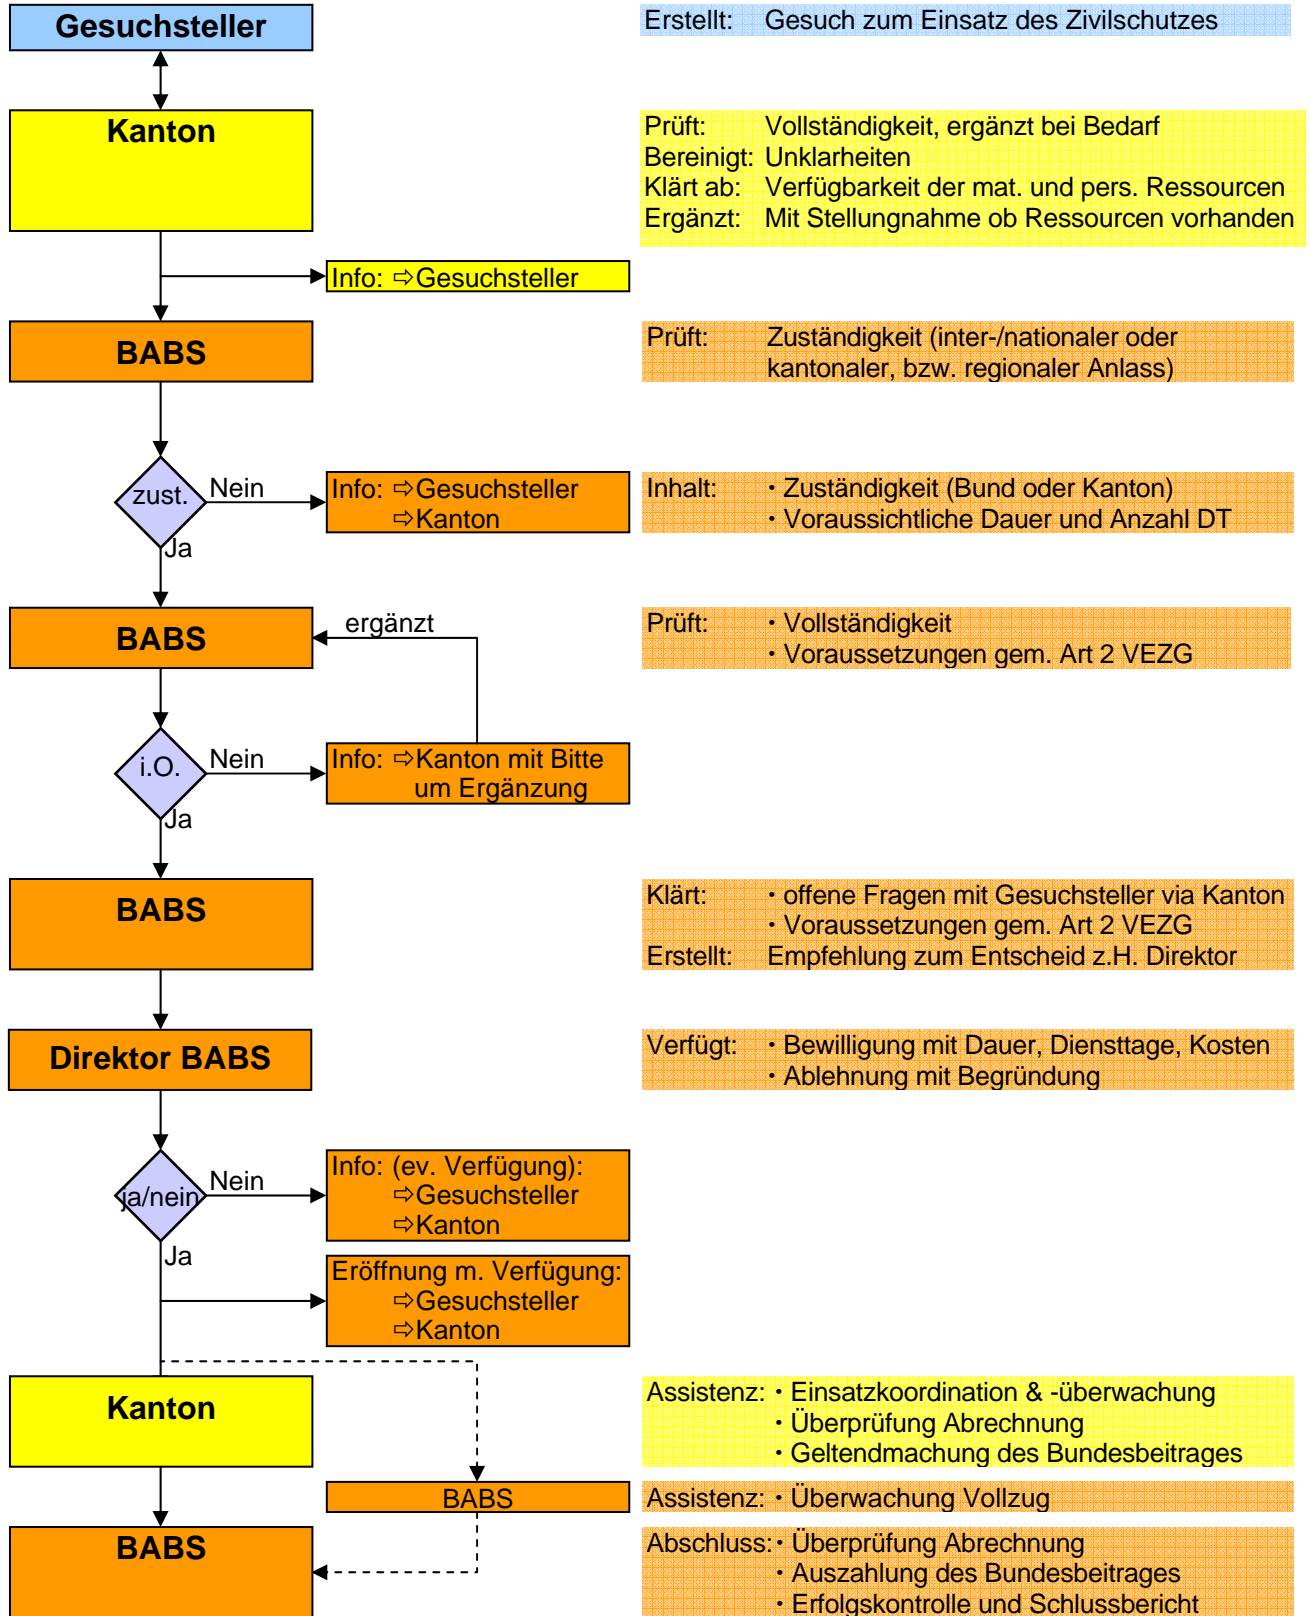 Gesuchsteller
Erstellt: Gesuch zum Einsatz des Zivilschutzes
Kanton
Prüft: Vollständigkeit, ergänzt bei Bedarf
Bereinigt: Unklarheiten
Klärt ab: Verfügbarkeit der mat. und pers. Ressourcen
Ergänzt: Mit Stellungnahme ob Ressourcen vorhanden
Info: ⇨Gesuchsteller
BABS
Prüft: Zuständigkeit (inter-/nationaler oder
kantonaler, bzw. regionaler Anlass)
zust.
Nein
Ja
Info: ⇨Gesuchsteller
⇨Kanton
Inhalt: · Zuständigkeit (Bund oder Kanton)
· Voraussichtliche Dauer und Anzahl DT
BABS
ergänzt
Prüft: · Vollständigkeit
· Voraussetzungen gem. Art 2 VEZG
i.O.
Nein
Ja
Info: ⇨Kanton mit Bitte
um Ergänzung
BABS
Klärt: · offene Fragen mit Gesuchsteller via Kanton
· Voraussetzungen gem. Art 2 VEZG
Erstellt: Empfehlung zum Entscheid z.H. Direktor
Direktor BABS
Verfügt: · Bewilligung mit Dauer, Diensttage, Kosten
· Ablehnung mit Begründung
ja/nein
Nein
Ja
Info: (ev. Verfügung):
⇨Gesuchsteller
⇨Kanton
Eröffnung m. Verfügung:
⇨Gesuchsteller
⇨Kanton
Kanton
Assistenz: · Einsatzkoordination & -überwachung
· Überprüfung Abrechnung
· Geltendmachung des Bundesbeitrages
BABS
Assistenz: · Überwachung Vollzug
BABS
Abschluss: · Überprüfung Abrechnung
· Auszahlung des Bundesbeitrages
· Erfolgskontrolle und Schlussbericht